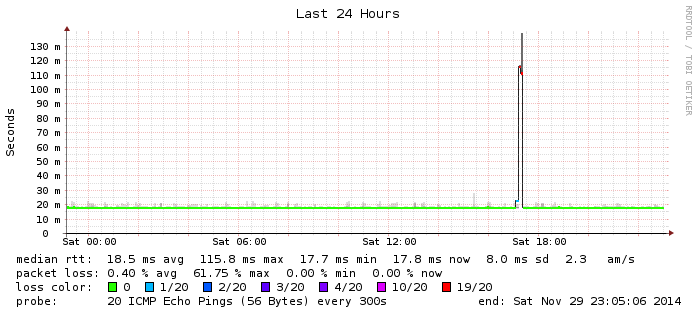 Last 24 Hours
RRDTOOL / TOBI OETIKER
Seconds
130 m
120 m
110 m
100 m
90 m
80 m
70 m
60 m
50 m
40 m
30 m
20 m
10 m
0
Sat 00:00 Sat 06:00 Sat 12:00 Sat 18:00
median rtt: 18.5 ms avg 115.8 ms max 17.7 ms min 17.8 ms now 8.0 ms sd 2.3 am/s
packet loss: 0.40 % avg 61.75 % max 0.00 % min 0.00 % now
loss color: 0 1/20 2/20 3/20 4/20 10/20 19/20
probe: 20 ICMP Echo Pings (56 Bytes) every 300s end: Sat Nov 29 23:05:06 2014